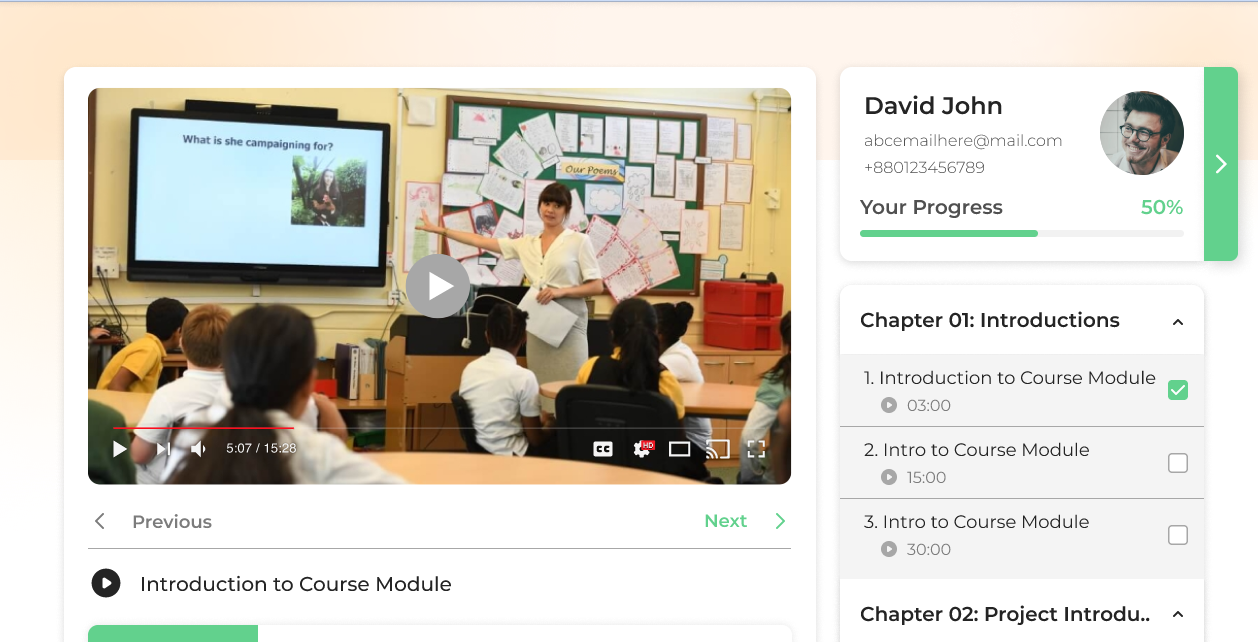 What is she campaigning for?
Our Poems
HD
CC
5:07 / 15:28
Previous
Next
Introduction to Course Module
David John
abcemailhere@mail.com
+880123456789
Your Progress
50%
Chapter 01: Introductions
1. Introduction to Course Module
03:00
2. Intro to Course Module
15:00
3. Intro to Course Module
30:00
Chapter 02: Project Introdu..